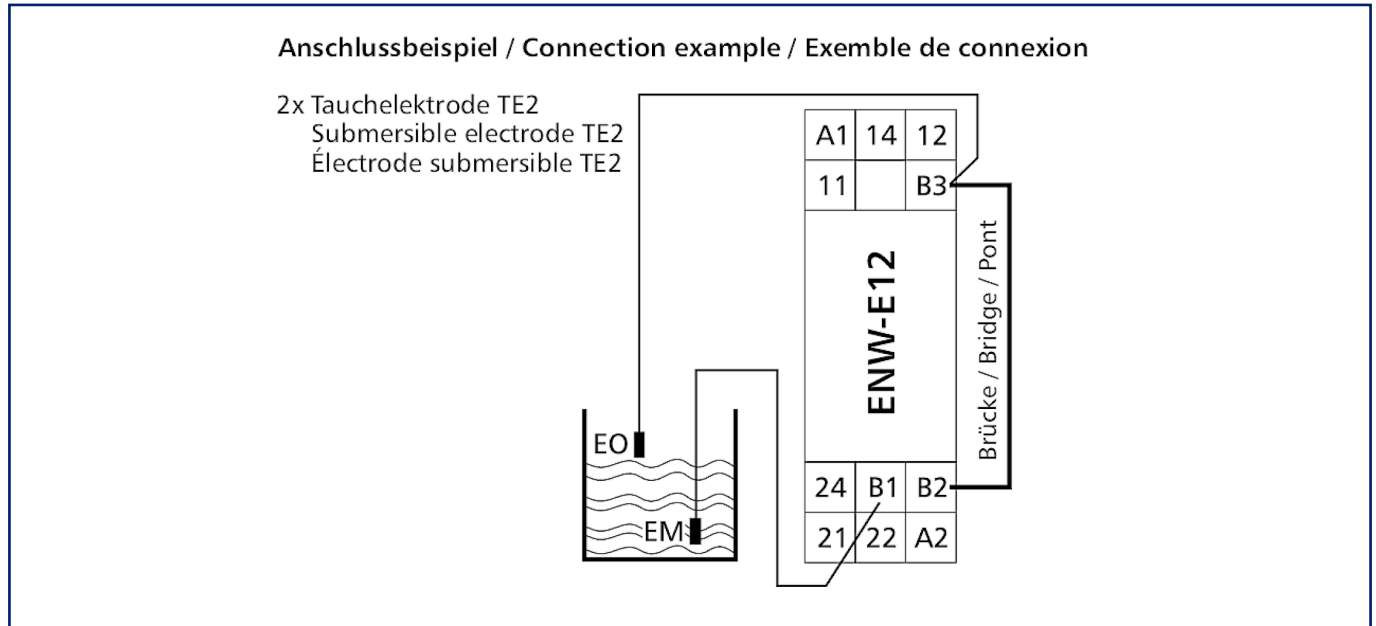 Anschlussbeispiel / Connection example / Exemble de connexion
2x Tauchelektrode TE2
Submersible electrode TE2
Électrode submersible TE2
A1 14 12
11 B3
ENW-E12
Brücke / Bridge / Pont
EO
EM
24 B1 B2
21 22 A2